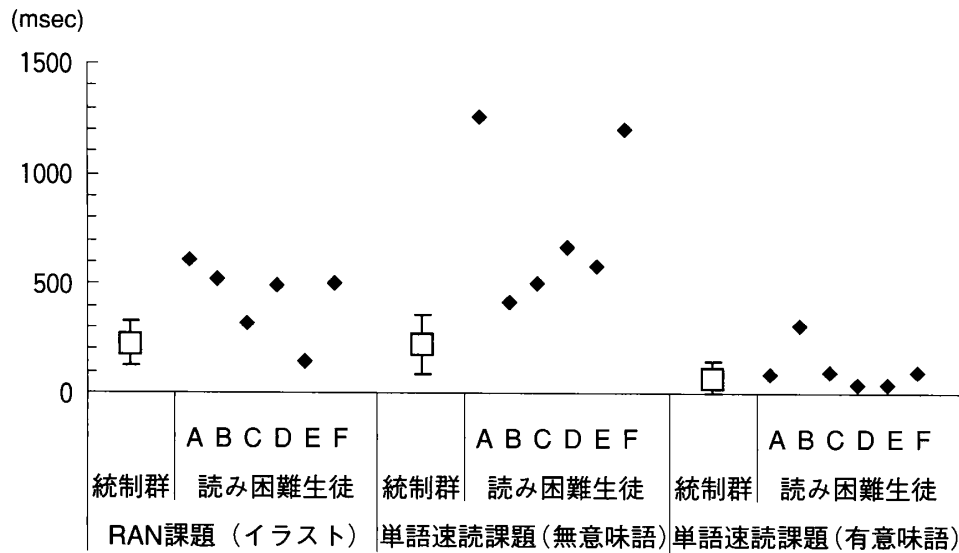 (msec)
1500
1000
500
0
A B C D E F A B C D E F A B C D E F
統制群 読み困難生徒 統制群 読み困難生徒 統制群 読み困難生徒
RAN課題（イラスト） 単語速読課題（無意味語） 単語速読課題（有意味語）